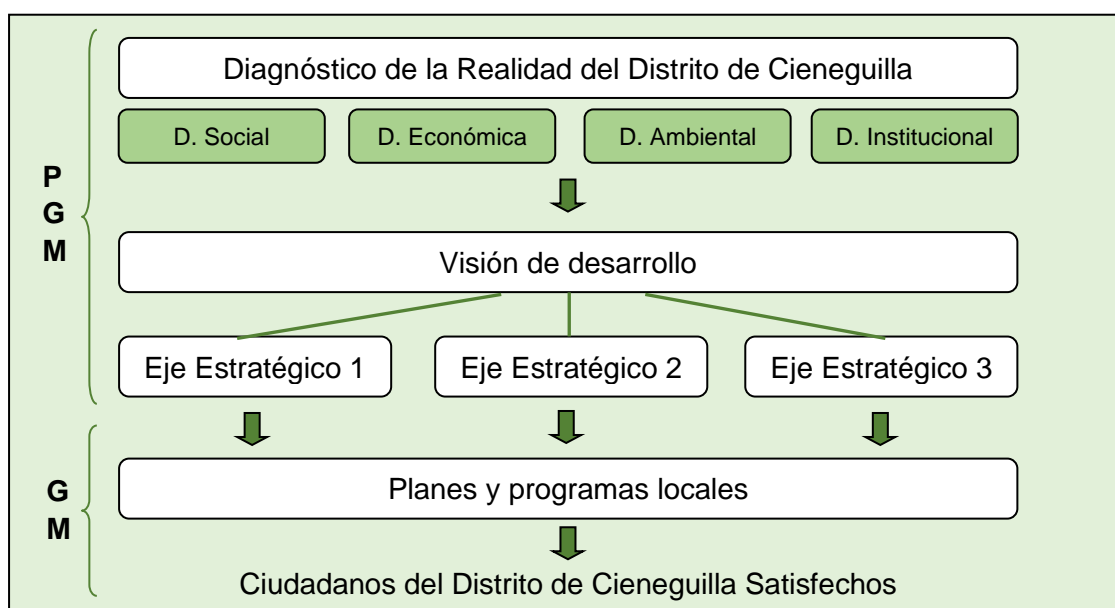 Diagnóstico de la Realidad del Distrito de Cieneguilla
D. Social
D. Económica
D. Ambiental
D. Institucional
P
G
M
Visión de desarrollo
Eje Estratégico 1
Eje Estratégico 2
Eje Estratégico 3
G
M
Planes y programas locales
Ciudadanos del Distrito de Cieneguilla Satisfechos